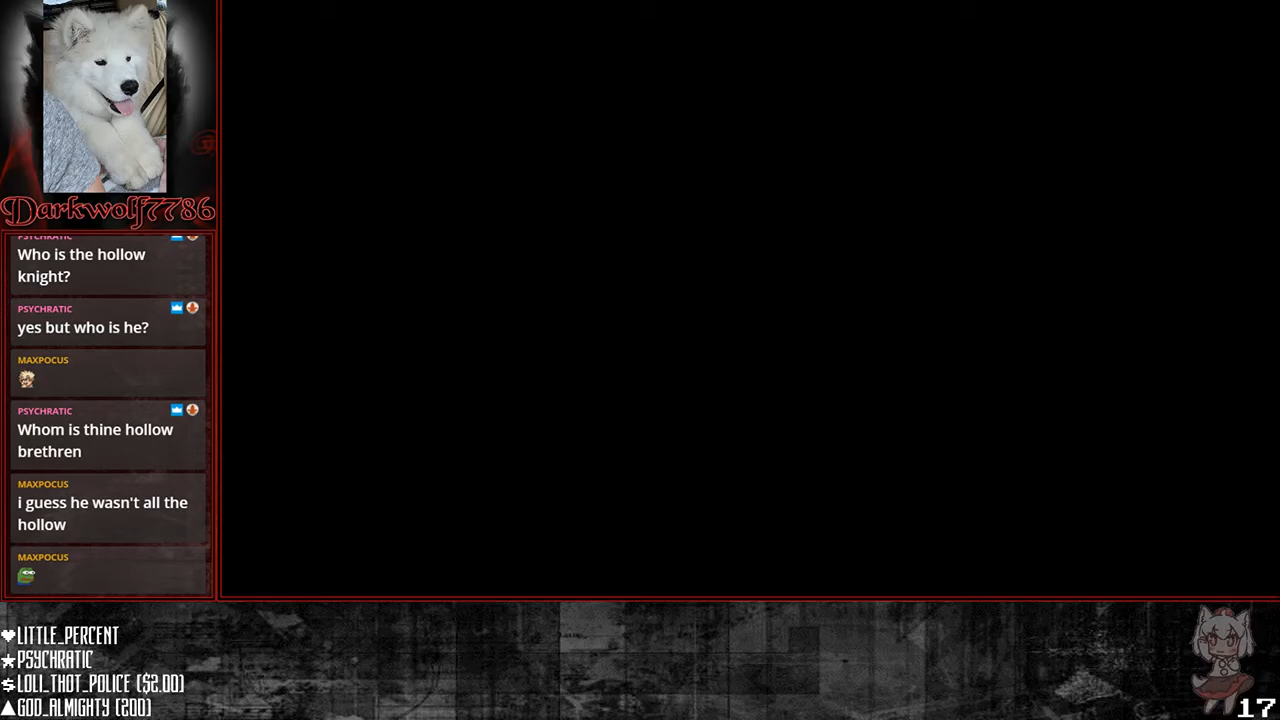 Darkwolf7786
PSYCHRATIC
Who is the hollow
knight?
PSYCHRATIC
yes but who is he?
MAXPOCUS
PSYCHRATIC
Whom is thine hollow
brethren
MAXPOCUS
i guess he wasn't all the
hollow
MAXPOCUS
LITTLE_PERCENT
PSYCHRATIC
$LOLI_THOT_POLICE ($2.00)
GOD_ALMIGHTY (200)
17